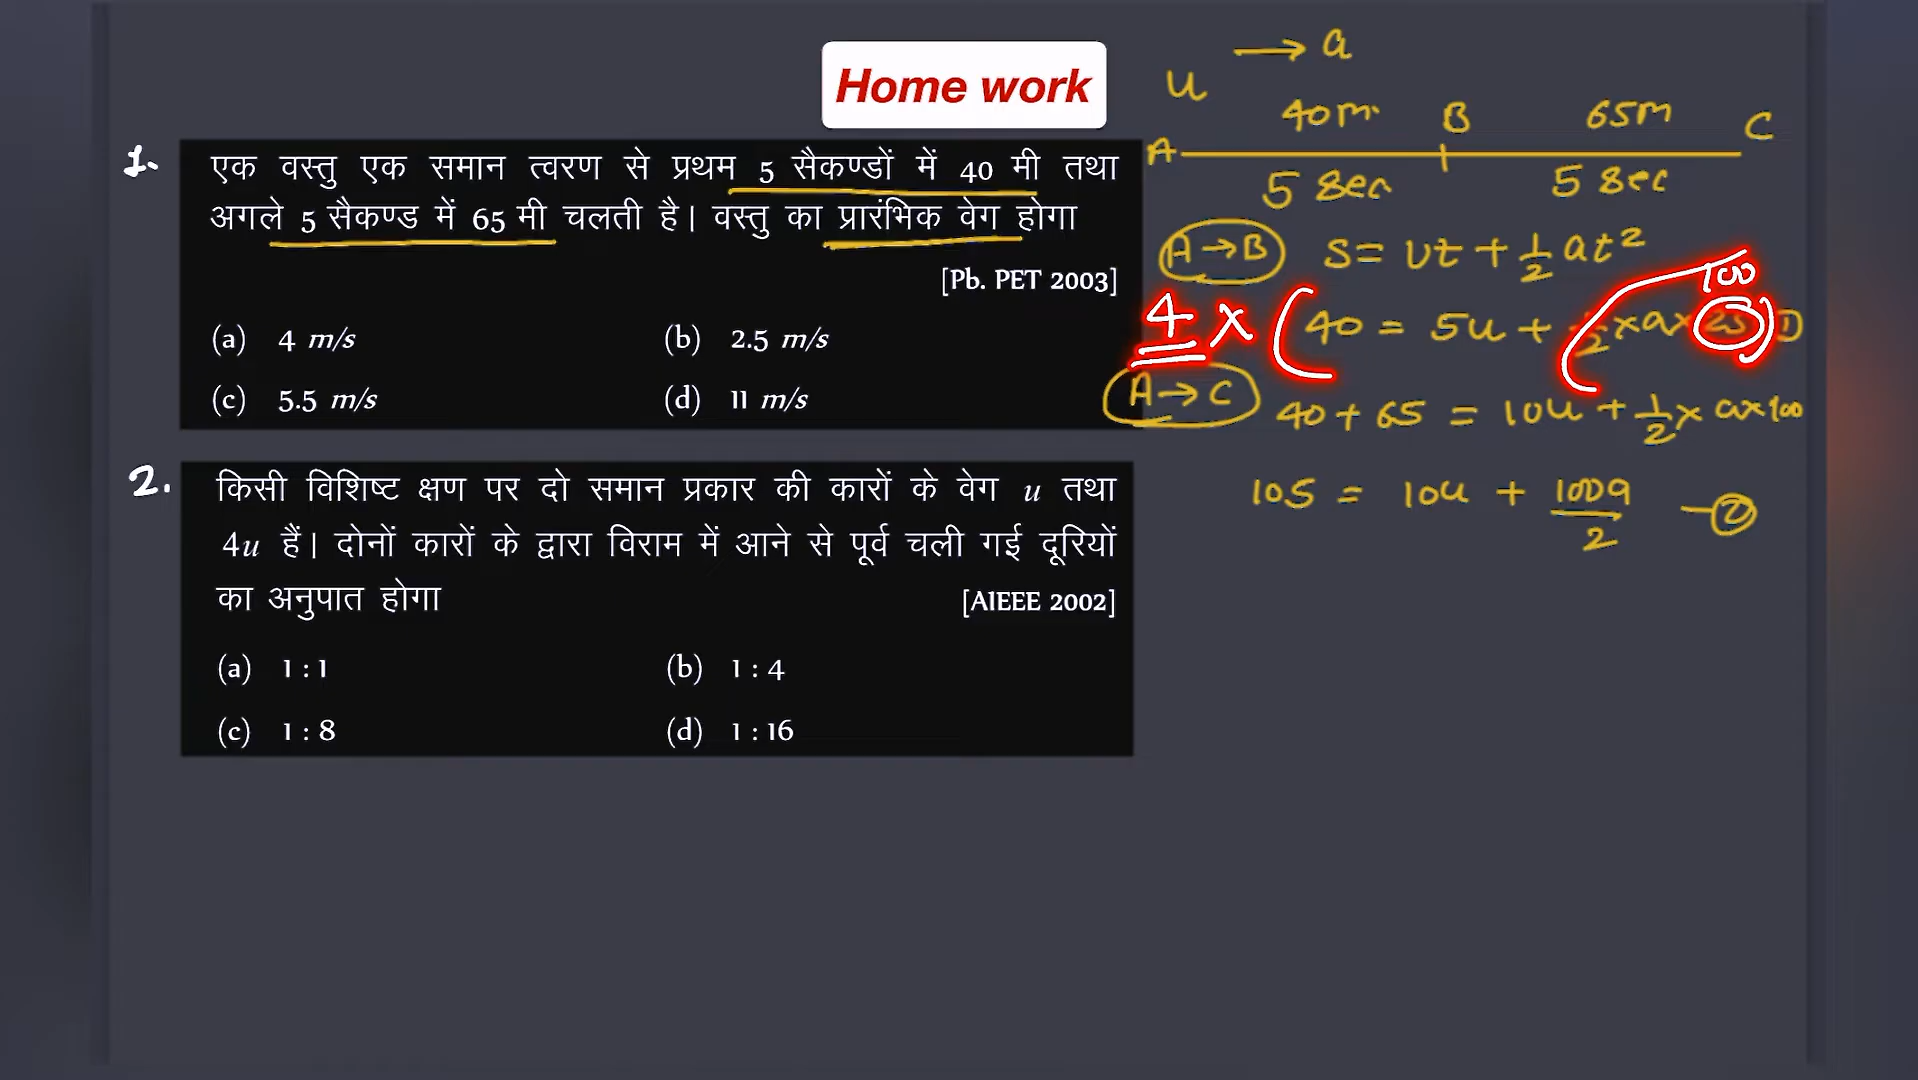 Home work
1. एक वस्तु एक समान त्वरण से प्रथम 5 सैकण्डों में 40 मी तथा
अगले 5 सैकण्ड में 65 मी चलती है। वस्तु का प्रारंभिक वेग होगा
[Pb. PET 2003]
(a) 4 m/s (b) 2.5 m/s
(c) 5.5 m/s (d) 11 m/s
2. किसी विशिष्ट क्षण पर दो समान प्रकार की कारों के वेग u तथा
4u हैं। दोनों कारों के द्वारा विराम में आने से पूर्व चली गई दूरियों
का अनुपात होगा [AIEEE 2002]
(a) 1 : 1 (b) 1 : 4
(c) 1 : 8 (d) 1 : 16
u → a
40m B 65m C
A
5 sec 5 sec
A→B s = ut + 1/2 at²
100
4 × ( 40 = 5u + 1/2 × a × 25 ) ①
A→C 40 + 65 = 10u + 1/2 × a×100
105 = 10u + 100a/2 —②